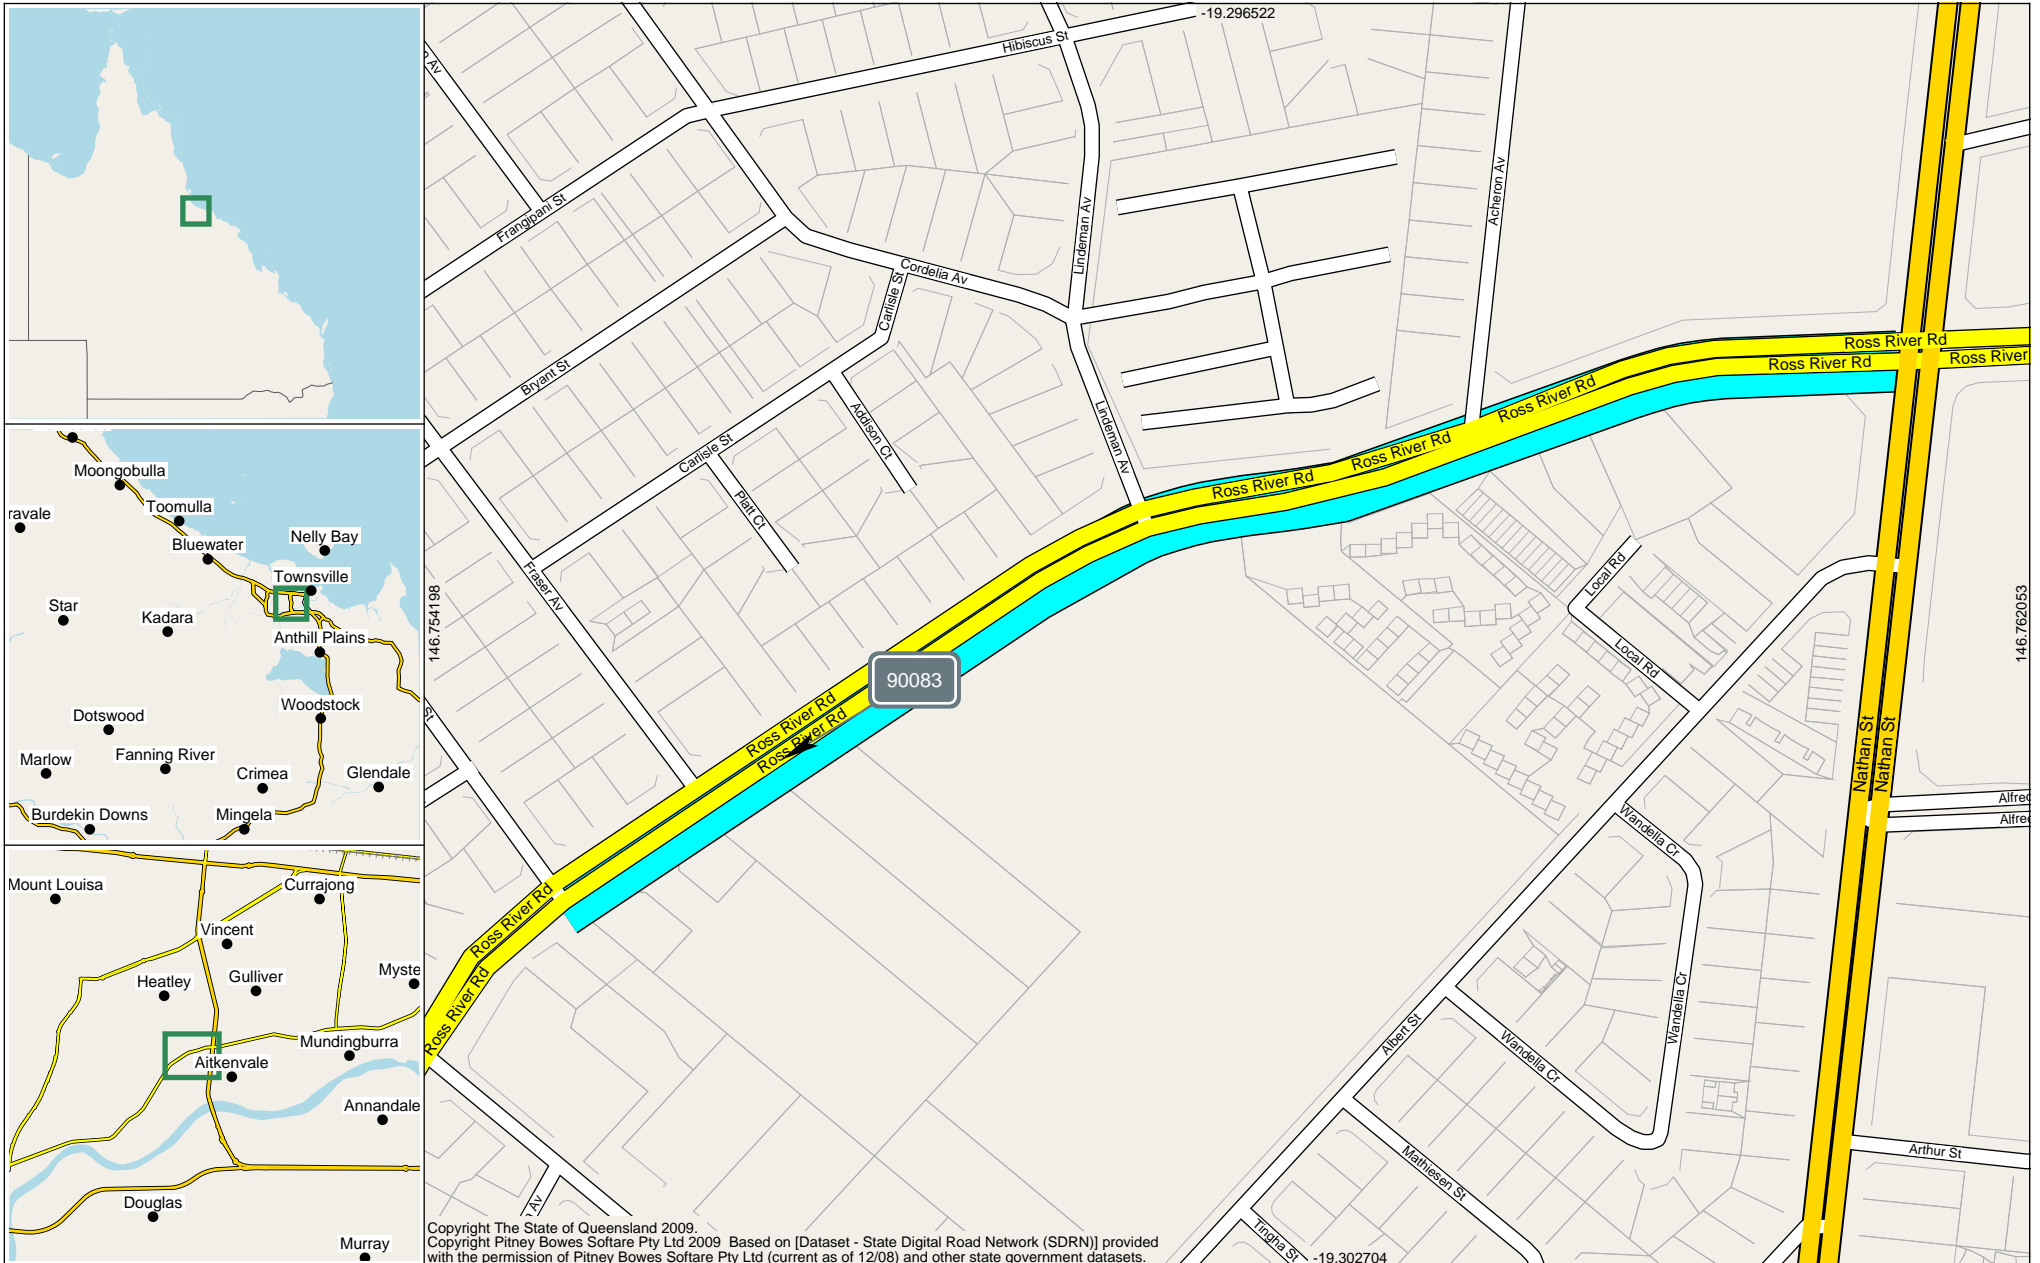 -19.296522
Hibiscus St
Frangipani St
Lindeman Av
Acheron Av
Cordelia Av
Carlisle St
Bryant St
Addison Ct
Carlisle St
Platt Ct
Lindeman Av
Fraser Av
Ross River Rd
Ross River Rd
Ross River
Ross River Rd
Ross River Rd
Ross River Rd
Local Rd
Local Rd
146.754198
146.762053
90083
Ross River Rd
Ross River Rd
Ross River Rd
Ross River Rd
St
Nathan St
Nathan St
Alfred
Alfred
Wandella Cr
Wandella Cr
Wandella Cr
Albert St
Mathiesen St
Arthur St
Tingha St
-19.302704
Av
Av
Moongobulla
Toomulla
ravale
Bluewater
Nelly Bay
Townsville
Star
Kadara
Anthill Plains
Woodstock
Dotswood
Marlow
Fanning River
Crimea
Glendale
Burdekin Downs
Mingela
Mount Louisa
Currajong
Vincent
Heatley
Gulliver
Myste
Mundingburra
Aitkenvale
Annandale
Douglas
Murray
Copyright The State of Queensland 2009.
Copyright Pitney Bowes Softare Pty Ltd 2009 Based on [Dataset - State Digital Road Network (SDRN)] provided
with the permission of Pitney Bowes Softare Pty Ltd (current as of 12/08) and other state government datasets.